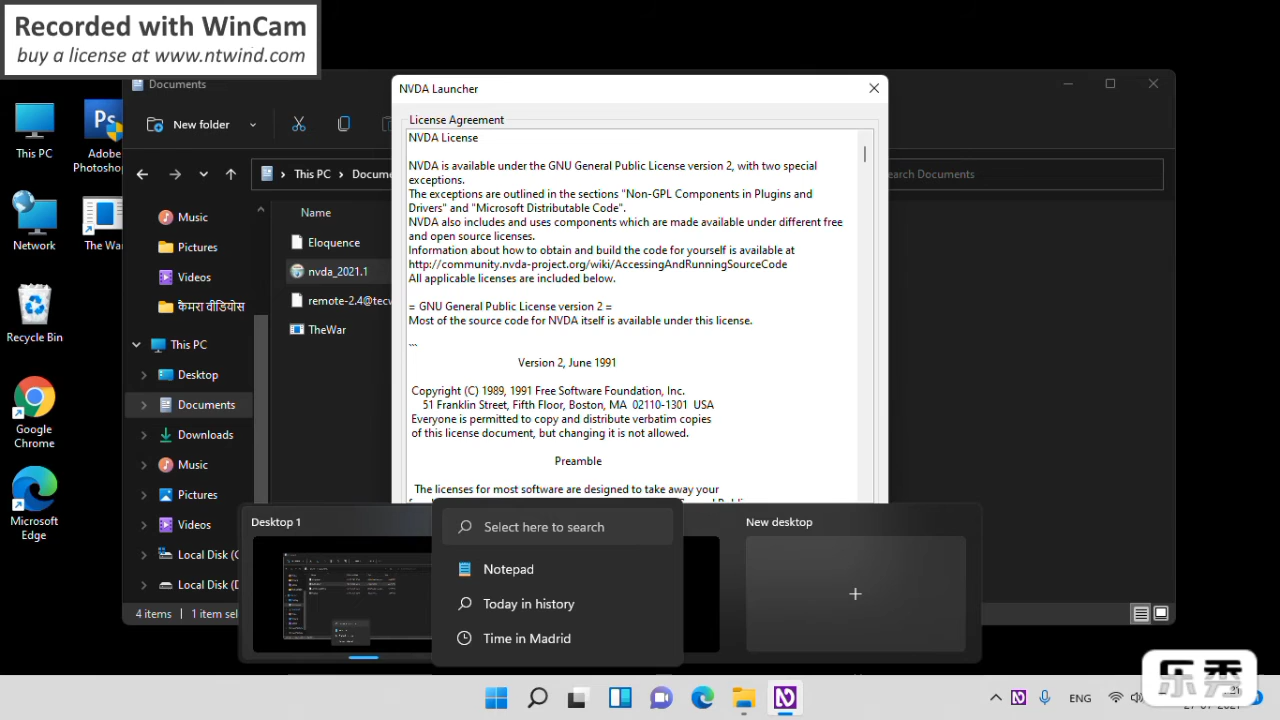 Recorded with WinCam
buy a license at www.ntwind.com
Documents
NVDA Launcher
New folder
License Agreement
NVDA License
NVDA is available under the GNU General Public License version 2, with two special
exceptions.
The exceptions are outlined in the sections "Non-GPL Components in Plugins and
Drivers" and "Microsoft Distributable Code".
NVDA also includes and uses components which are made available under different free
and open source licenses.
Information about how to obtain and build the code for yourself is available at
http://community.nvda-project.org/wiki/AccessingAndRunningSourceCode
All applicable licenses are included below.
= GNU General Public License version 2 =
Most of the source code for NVDA itself is available under this license.
```
Version 2, June 1991
Copyright (C) 1989, 1991 Free Software Foundation, Inc.
51 Franklin Street, Fifth Floor, Boston, MA 02110-1301 USA
Everyone is permitted to copy and distribute verbatim copies
of this license document, but changing it is not allowed.
Preamble
The licenses for most software are designed to take away your
This PC
Adobe
Photoshop
Network
The War
Recycle Bin
Google
Chrome
Microsoft
Edge
This PC
Docume
earch Documents
Music
Pictures
Videos
कैमरा वीडियोस
This PC
Desktop
Documents
Downloads
Music
Pictures
Videos
Local Disk (C
Local Disk (D
Name
Eloquence
nvda_2021.1
remote-2.4@tecw
TheWar
4 items
1 item sel
Desktop 1
Select here to search
Notepad
Today in history
Time in Madrid
New desktop
ENG
乐秀